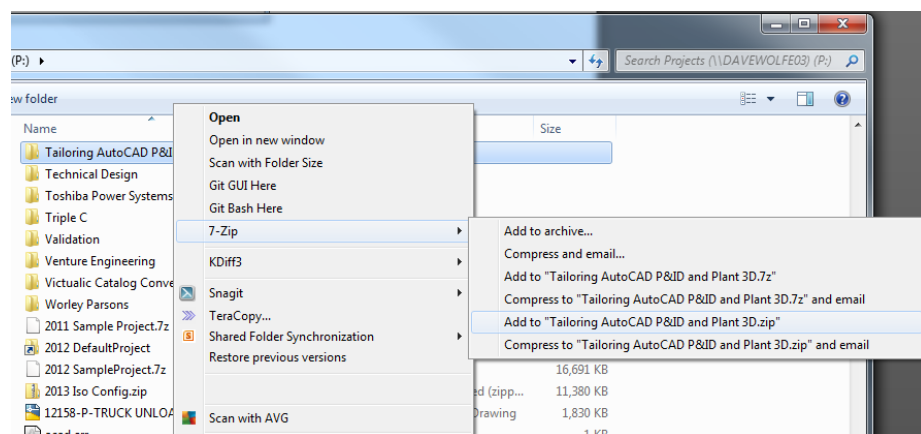 (P:)
Search Projects (\\DAVEWOLFE03) (P:)
ew folder
Name
Size
Tailoring AutoCAD P&I
Technical Design
Toshiba Power Systems
Triple C
Validation
Venture Engineering
Victualic Catalog Conve
Worley Parsons
2011 Sample Project.7z
2012 DefaultProject
2012 SampleProject.7z
2013 Iso Config.zip
12158-P-TRUCK UNLOA
Open
Open in new window
Scan with Folder Size
Git GUI Here
Git Bash Here
7-Zip
KDiff3
Snagit
TeraCopy...
Shared Folder Synchronization
Restore previous versions
Scan with AVG
Add to archive...
Compress and email...
Add to "Tailoring AutoCAD P&ID and Plant 3D.7z"
Compress to "Tailoring AutoCAD P&ID and Plant 3D.7z" and email
Add to "Tailoring AutoCAD P&ID and Plant 3D.zip"
Compress to "Tailoring AutoCAD P&ID and Plant 3D.zip" and email
16,691 KB
ed (zipp...
11,380 KB
Drawing
1,830 KB
1 KB